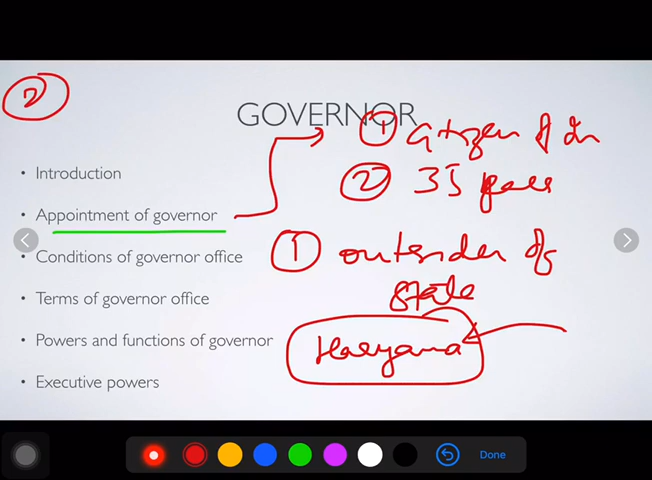 2
GOVERNOR
1 citizen of In
2 35 years
• Introduction
• Appointment of governor
1 outsider of
state
• Conditions of governor office
• Terms of governor office
• Powers and functions of governor
Haryana
• Executive powers
Done